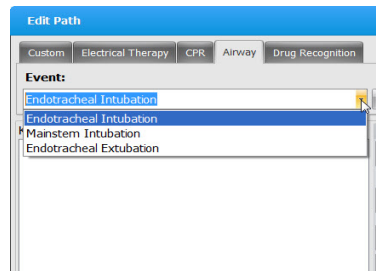 Edit Path
Custom Electrical Therapy CPR Airway Drug Recognition
Event:
Endotracheal Intubation
Endotracheal Intubation
Mainstem Intubation
Endotracheal Extubation